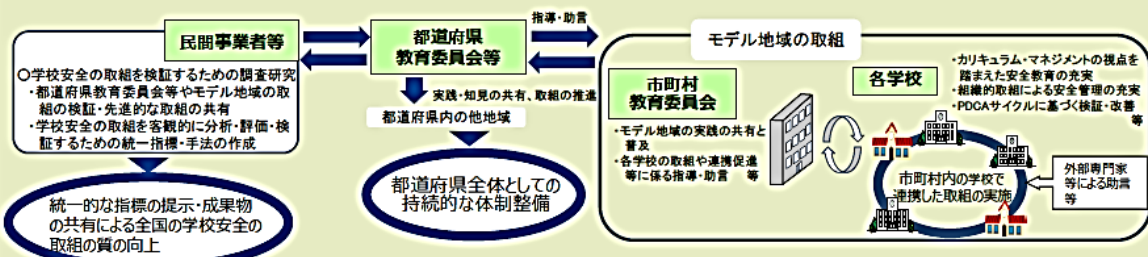 民間事業者等
○学校安全の取組を検証するための調査研究
・都道府県教育委員会等やモデル地域の取
組の検証・先進的な取組の共有
・学校安全の取組を客観的に分析・評価・検
証するための統一指標・手法の作成
統一的な指標の提示・成果物
の共有による全国の学校安全の
取組の質の向上
都道府県
教育委員会等
指導・助言
実践・知見の共有、取組の推進
都道府県内の他地域
都道府県全体としての
持続的な体制整備
モデル地域の取組
市町村
教育委員会
・モデル地域の実践の共有と
普及
・各学校の取組や連携促進
等に係る指導・助言 等
各学校
・カリキュラム・マネジメントの視点を
踏まえた安全教育の充実
・組織的取組による安全管理の充実
・PDCAサイクルに基づく検証・改善
等
市町村内の学校で
連携した取組の実施
外部専門家
等による助言
等